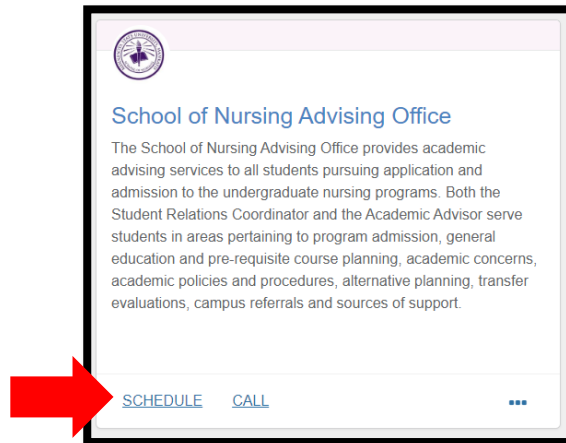 School of Nursing Advising Office
The School of Nursing Advising Office provides academic
advising services to all students pursuing application and
admission to the undergraduate nursing programs. Both the
Student Relations Coordinator and the Academic Advisor serve
students in areas pertaining to program admission, general
education and pre-requisite course planning, academic concerns,
academic policies and procedures, alternative planning, transfer
evaluations, campus referrals and sources of support.
SCHEDULE CALL